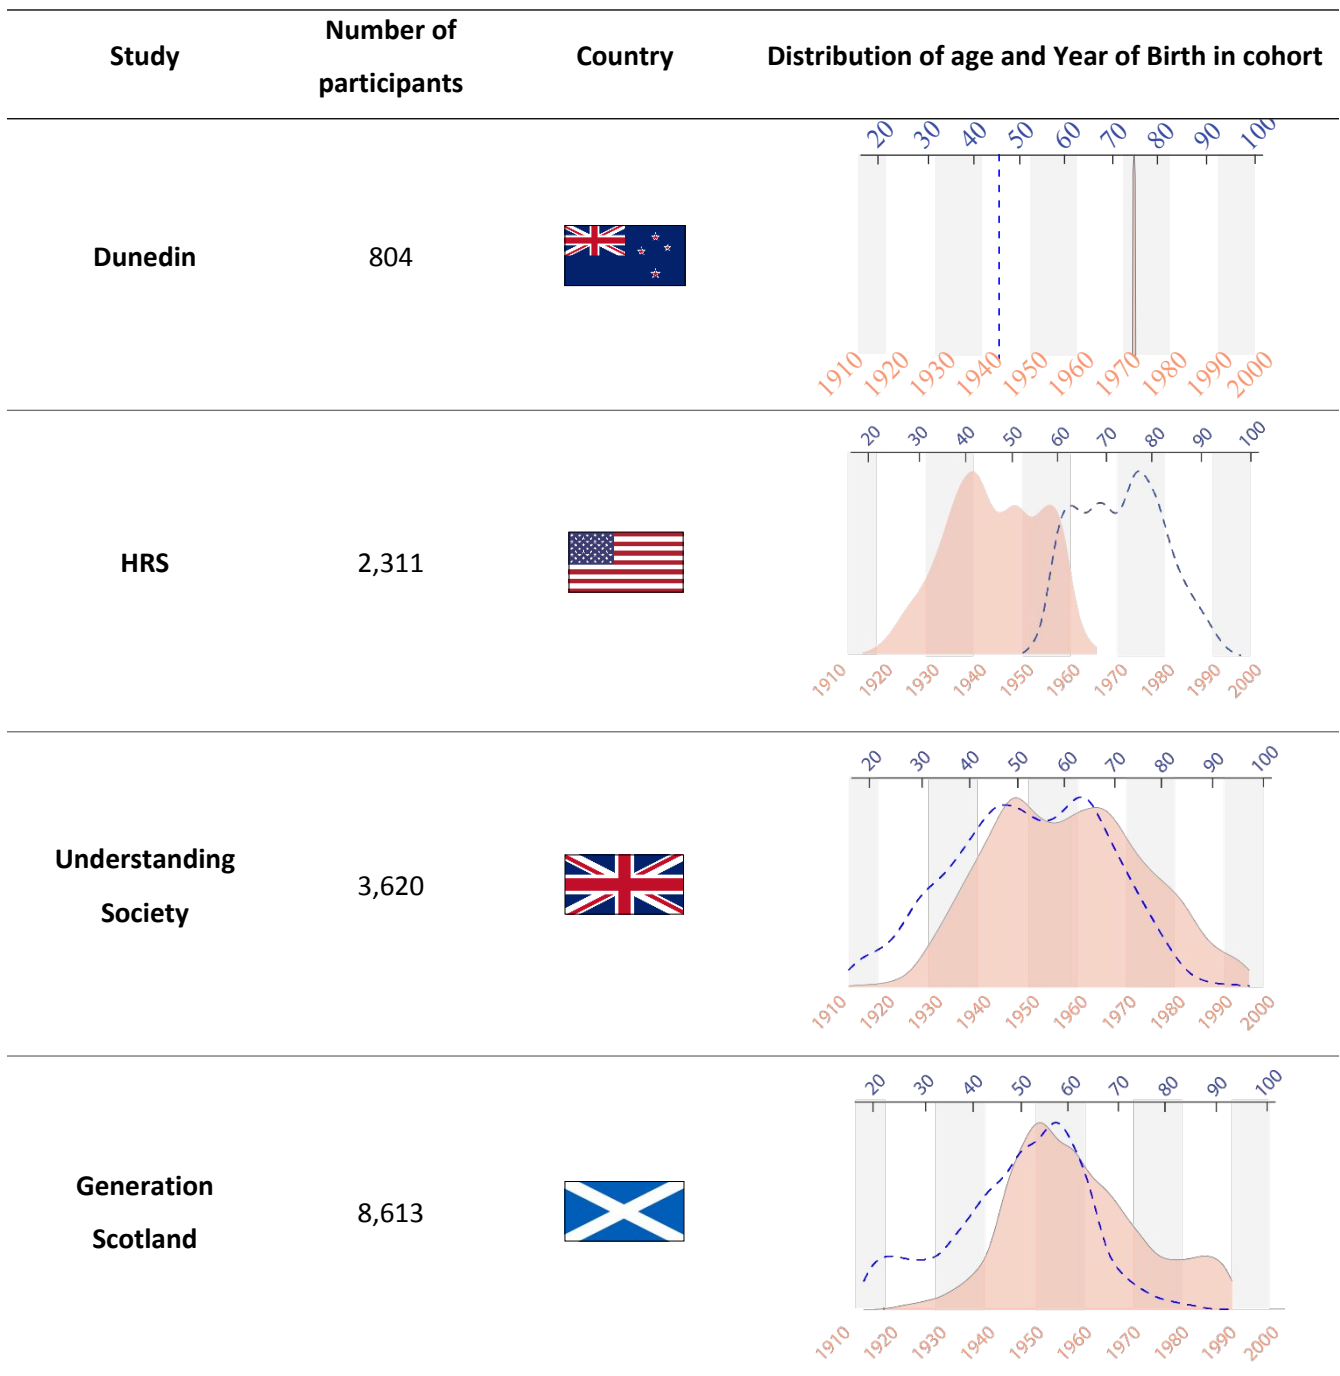 Study
Number of
participants
Country
Distribution of age and Year of Birth in cohort
Dunedin
804
20 30 40 50 60 70 80 90 100
1910 1920 1930 1940 1950 1960 1970 1980 1990 2000
HRS
2,311
20 30 40 50 60 70 80 90 100
1910 1920 1930 1940 1950 1960 1970 1980 1990 2000
Understanding
Society
3,620
20 30 40 50 60 70 80 90 100
1910 1920 1930 1940 1950 1960 1970 1980 1990 2000
Generation
Scotland
8,613
20 30 40 50 60 70 80 90 100
1910 1920 1930 1940 1950 1960 1970 1980 1990 2000